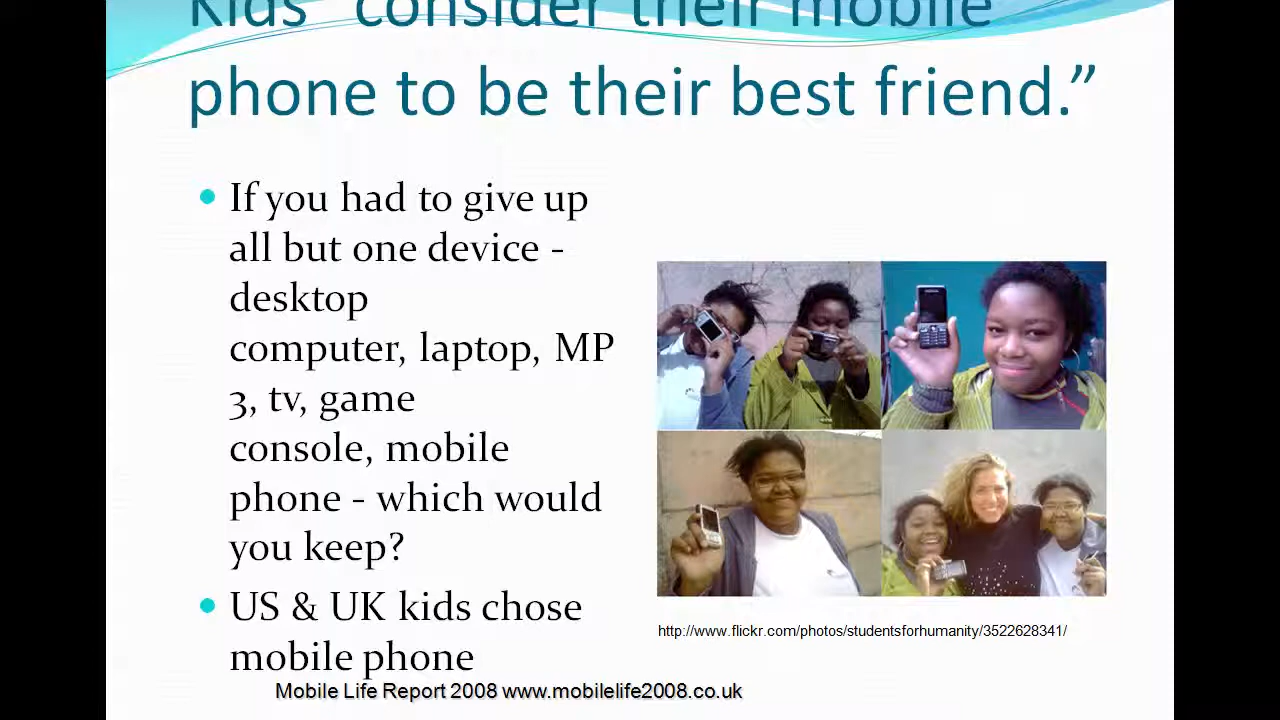 Kids “consider their mobile
phone to be their best friend.”
• If you had to give up
all but one device -
desktop
computer, laptop, MP
3, tv, game
console, mobile
phone - which would
you keep?
• US & UK kids chose
mobile phone
http://www.flickr.com/photos/studentsforhumanity/3522628341/
Mobile Life Report 2008 www.mobilelife2008.co.uk